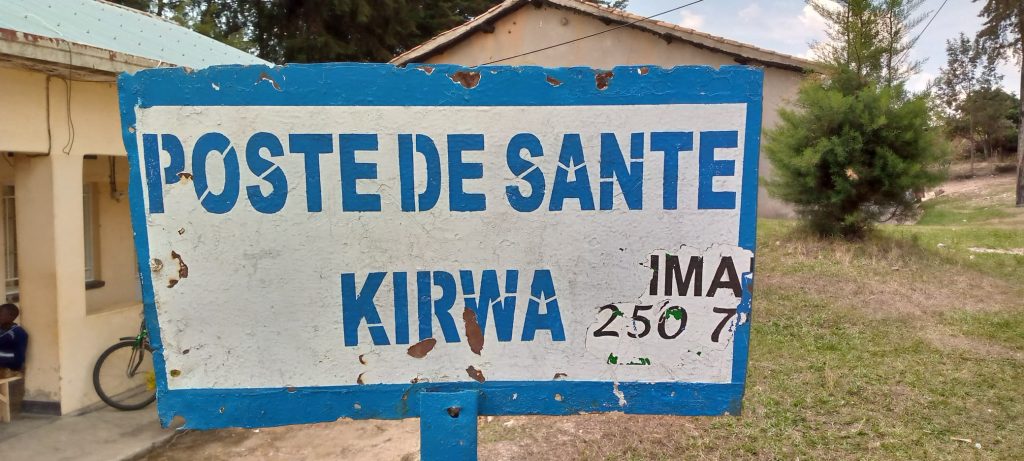 POSTE DE SANTE
KIRWA
IMA
250 7